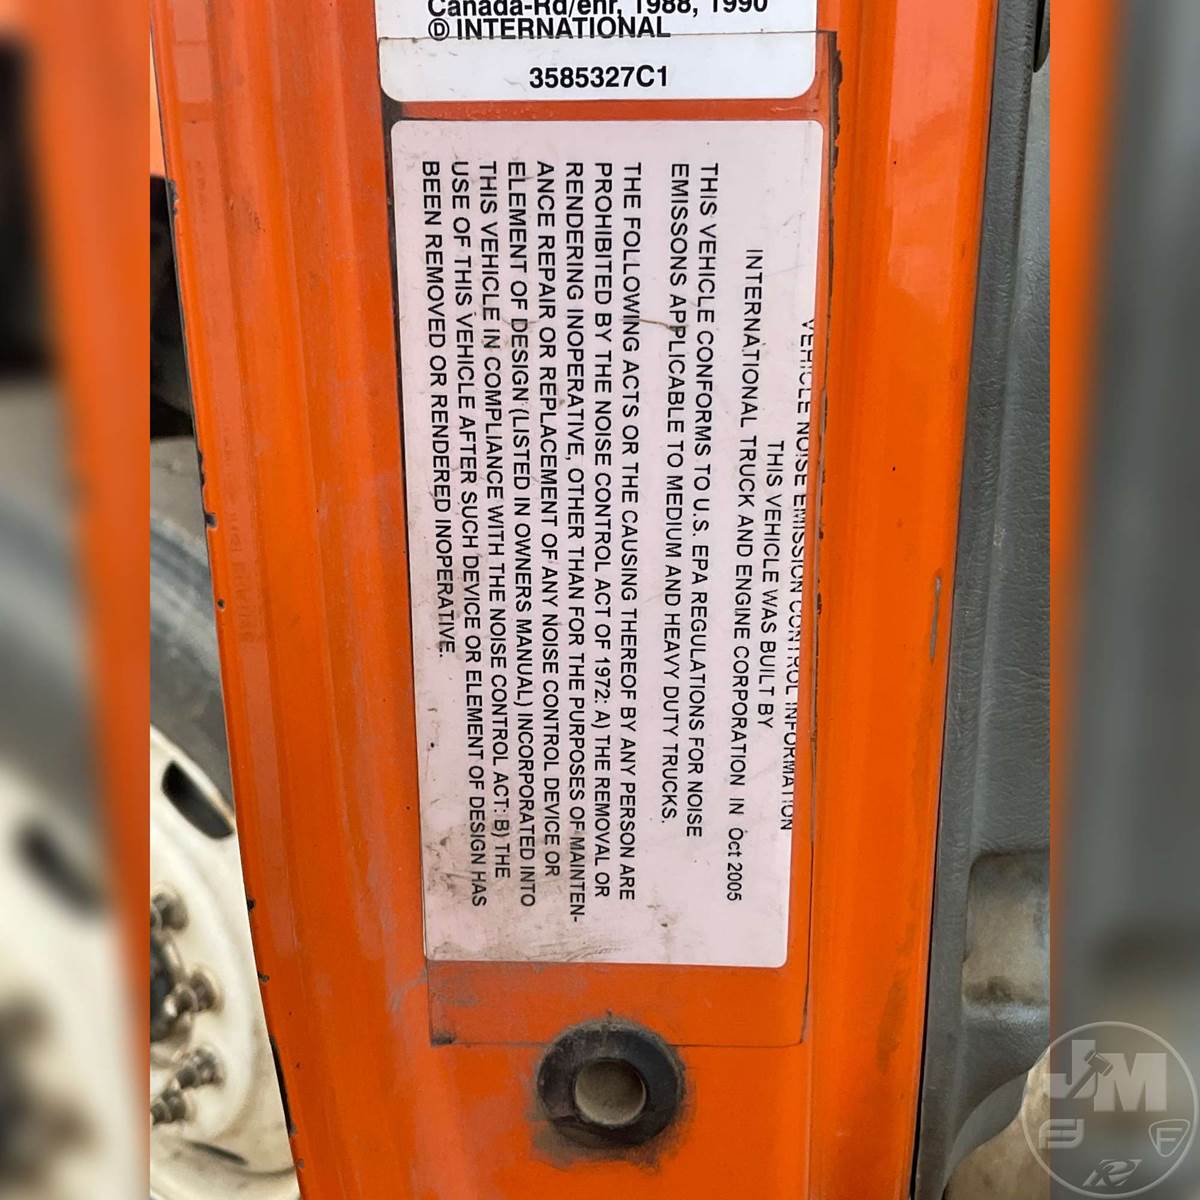 Canada-Rd/enr, 1988, 1990
Ⓓ INTERNATIONAL
3585327C1
VEHICLE NOISE EMISSION CONTROL INFORMATION
THIS VEHICLE WAS BUILT BY
INTERNATIONAL TRUCK AND ENGINE CORPORATION IN Oct 2005
THIS VEHICLE CONFORMS TO U.S. EPA REGULATIONS FOR NOISE
EMISSONS APPLICABLE TO MEDIUM AND HEAVY DUTY TRUCKS.
THE FOLLOWING ACTS OR THE CAUSING THEREOF BY ANY PERSON ARE
PROHIBITED BY THE NOISE CONTROL ACT OF 1972: A) THE REMOVAL OR
RENDERING INOPERATIVE, OTHER THAN FOR THE PURPOSES OF MAINTEN-
ANCE REPAIR OR REPLACEMENT OF ANY NOISE CONTROL DEVICE OR
ELEMENT OF DESIGN (LISTED IN OWNERS MANUAL) INCORPORATED INTO
THIS VEHICLE IN COMPLIANCE WITH THE NOISE CONTROL ACT: B) THE
USE OF THIS VEHICLE AFTER SUCH DEVICE OR ELEMENT OF DESIGN HAS
BEEN REMOVED OR RENDERED INOPERATIVE.
JM